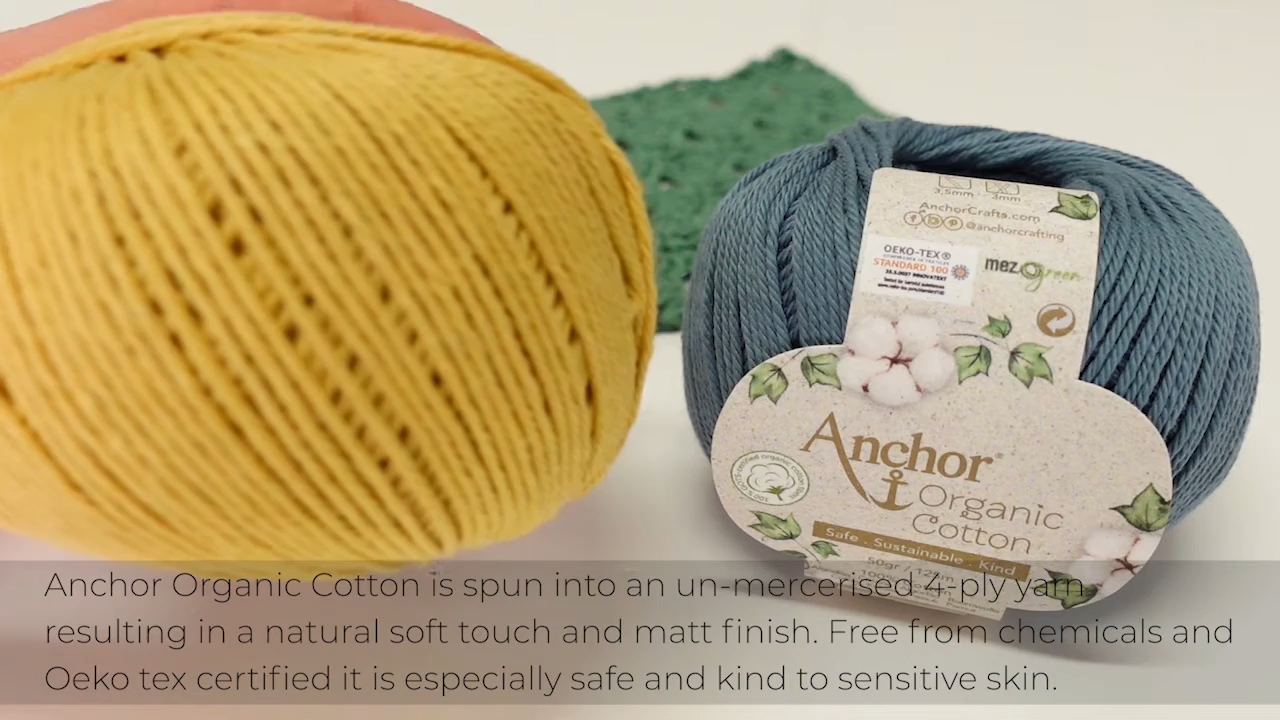 3,5mm 3mm
AnchorCrafts.com
@anchorcrafting
OEKO-TEX®
STANDARD 100
mez green
Anchor
Organic
Cotton
Safe . Sustainable . Kind
50gr /
Anchor Organic Cotton is spun into an un-mercerised 4-ply yarn
resulting in a natural soft touch and matt finish. Free from chemicals and
Oeko tex certified it is especially safe and kind to sensitive skin.